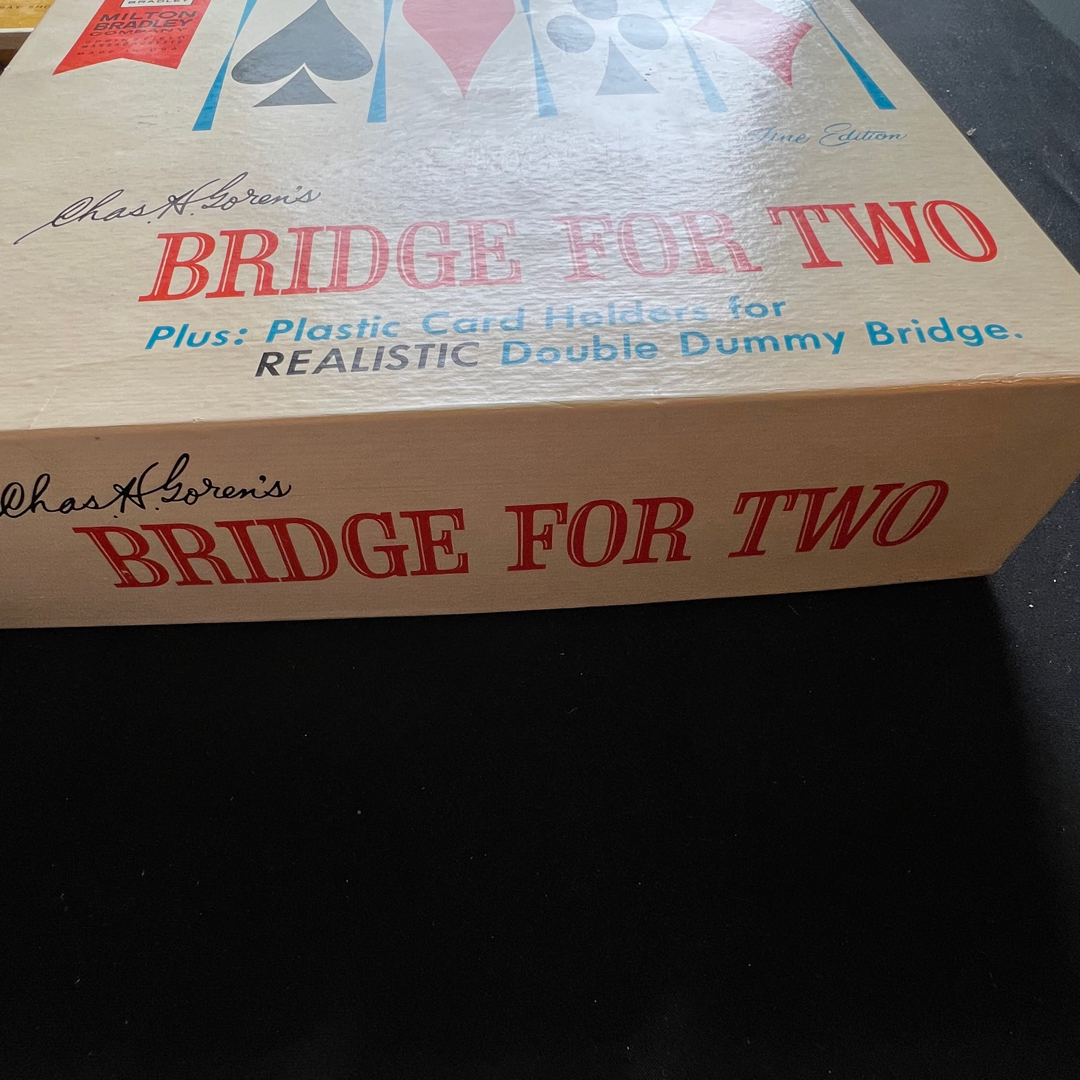 BRADLEY
MILTON
BRADLEY
COMPANY
Fine Edition
Chas. H. Goren's
BRIDGE FOR TWO
Plus: Plastic Card Holders for
REALISTIC Double Dummy Bridge.
Chas. H. Goren's
BRIDGE FOR TWO